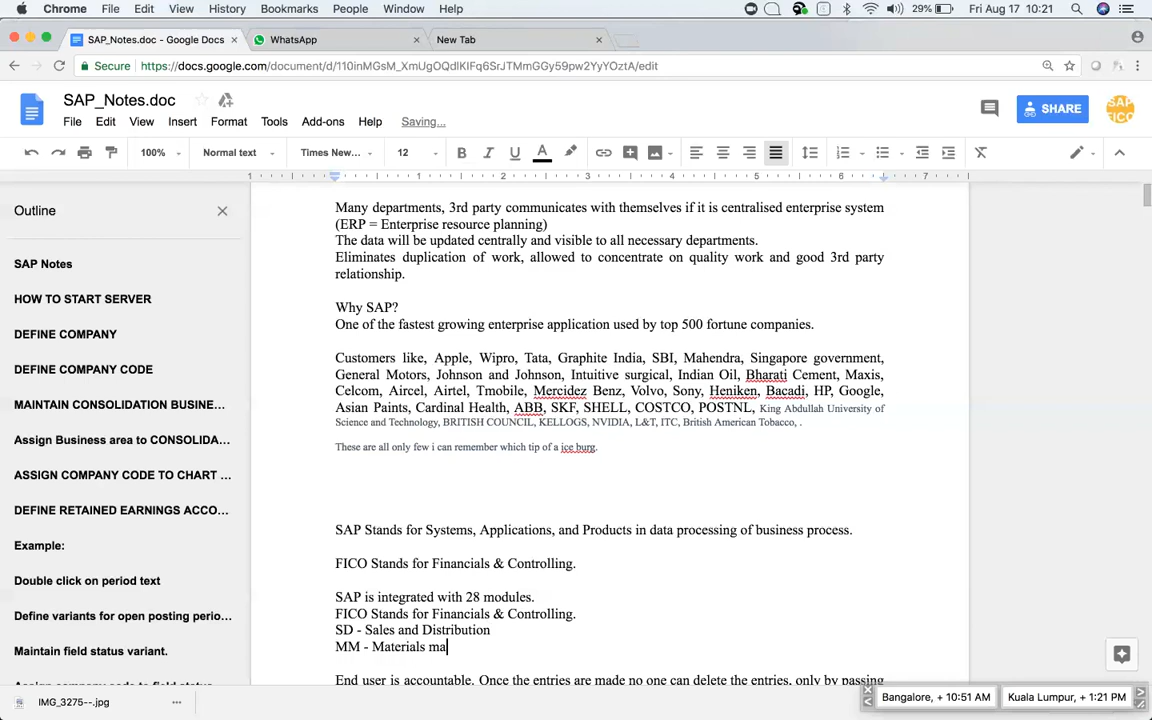 Chrome File Edit View History Bookmarks People Window Help 29% Fri Aug 17 10:21
SAP_Notes.doc - Google Docs × WhatsApp × New Tab ×
Secure https://docs.google.com/document/d/110inMGsM_XmUgOQdlKIFq6SrJTMmGGy59pw2YyYOztA/edit
SAP_Notes.doc
File Edit View Insert Format Tools Add-ons Help Saving...
SHARE
SAP FICO
100% Normal text Times New... 12
1 1 2 3 4 5 6 7
Outline
SAP Notes
HOW TO START SERVER
DEFINE COMPANY
DEFINE COMPANY CODE
MAINTAIN CONSOLIDATION BUSINE...
Assign Business area to CONSOLIDA...
ASSIGN COMPANY CODE TO CHART ...
DEFINE RETAINED EARNINGS ACCO...
Example:
Double click on period text
Define variants for open posting perio...
Maintain field status variant.
Many departments, 3rd party communicates with themselves if it is centralised enterprise system
(ERP = Enterprise resource planning)
The data will be updated centrally and visible to all necessary departments.
Eliminates duplication of work, allowed to concentrate on quality work and good 3rd party
relationship.
Why SAP?
One of the fastest growing enterprise application used by top 500 fortune companies.
Customers like, Apple, Wipro, Tata, Graphite India, SBI, Mahendra, Singapore government,
General Motors, Johnson and Johnson, Intuitive surgical, Indian Oil, Bharati Cement, Maxis,
Celcom, Aircel, Airtel, Tmobile, Mercidez Benz, Volvo, Sony, Heniken, Bacadi, HP, Google,
Asian Paints, Cardinal Health, ABB, SKF, SHELL, COSTCO, POSTNL, King Abdullah University of
Science and Technology, BRITISH COUNCIL, KELLOGS, NVIDIA, L&T, ITC, British American Tobacco, .
These are all only few i can remember which tip of a ice burg.
SAP Stands for Systems, Applications, and Products in data processing of business process.
FICO Stands for Financials & Controlling.
SAP is integrated with 28 modules.
FICO Stands for Financials & Controlling.
SD - Sales and Distribution
MM - Materials ma
End user is accountable. Once the entries are made no one can delete the entries, only by passing
IMG_3275--.jpg
Bangalore, + 10:51 AM Kuala Lumpur, + 1:21 PM